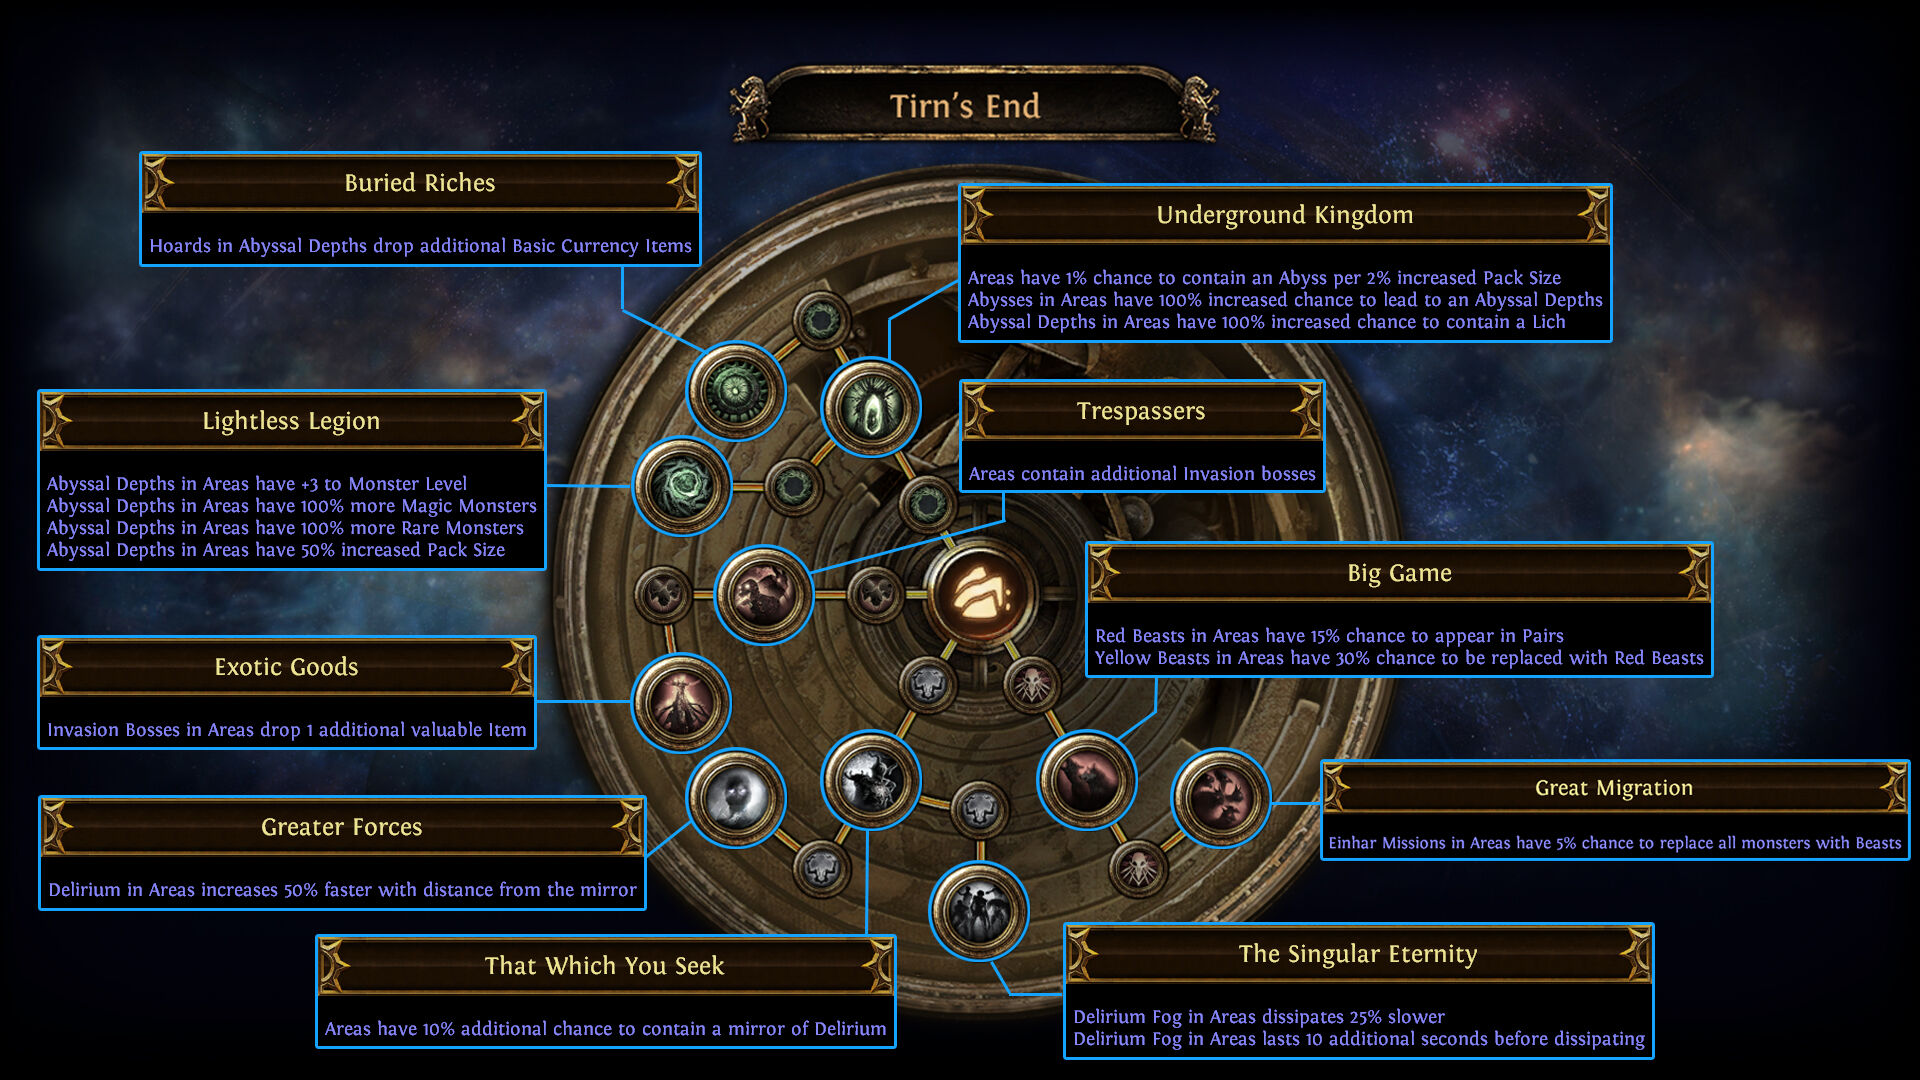 Tirn's End
Buried Riches
Hoards in Abyssal Depths drop additional Basic Currency Items
Underground Kingdom
Areas have 1% chance to contain an Abyss per 2% increased Pack Size
Abysses in Areas have 100% increased chance to lead to an Abyssal Depths
Abyssal Depths in Areas have 100% increased chance to contain a Lich
Lightless Legion
Abyssal Depths in Areas have +3 to Monster Level
Abyssal Depths in Areas have 100% more Magic Monsters
Abyssal Depths in Areas have 100% more Rare Monsters
Abyssal Depths in Areas have 50% increased Pack Size
Trespassers
Areas contain additional Invasion bosses
Big Game
Red Beasts in Areas have 15% chance to appear in Pairs
Yellow Beasts in Areas have 30% chance to be replaced with Red Beasts
Exotic Goods
Invasion Bosses in Areas drop 1 additional valuable Item
Great Migration
Einhar Missions in Areas have 5% chance to replace all monsters with Beasts
Greater Forces
Delirium in Areas increases 50% faster with distance from the mirror
That Which You Seek
Areas have 10% additional chance to contain a mirror of Delirium
The Singular Eternity
Delirium Fog in Areas dissipates 25% slower
Delirium Fog in Areas lasts 10 additional seconds before dissipating